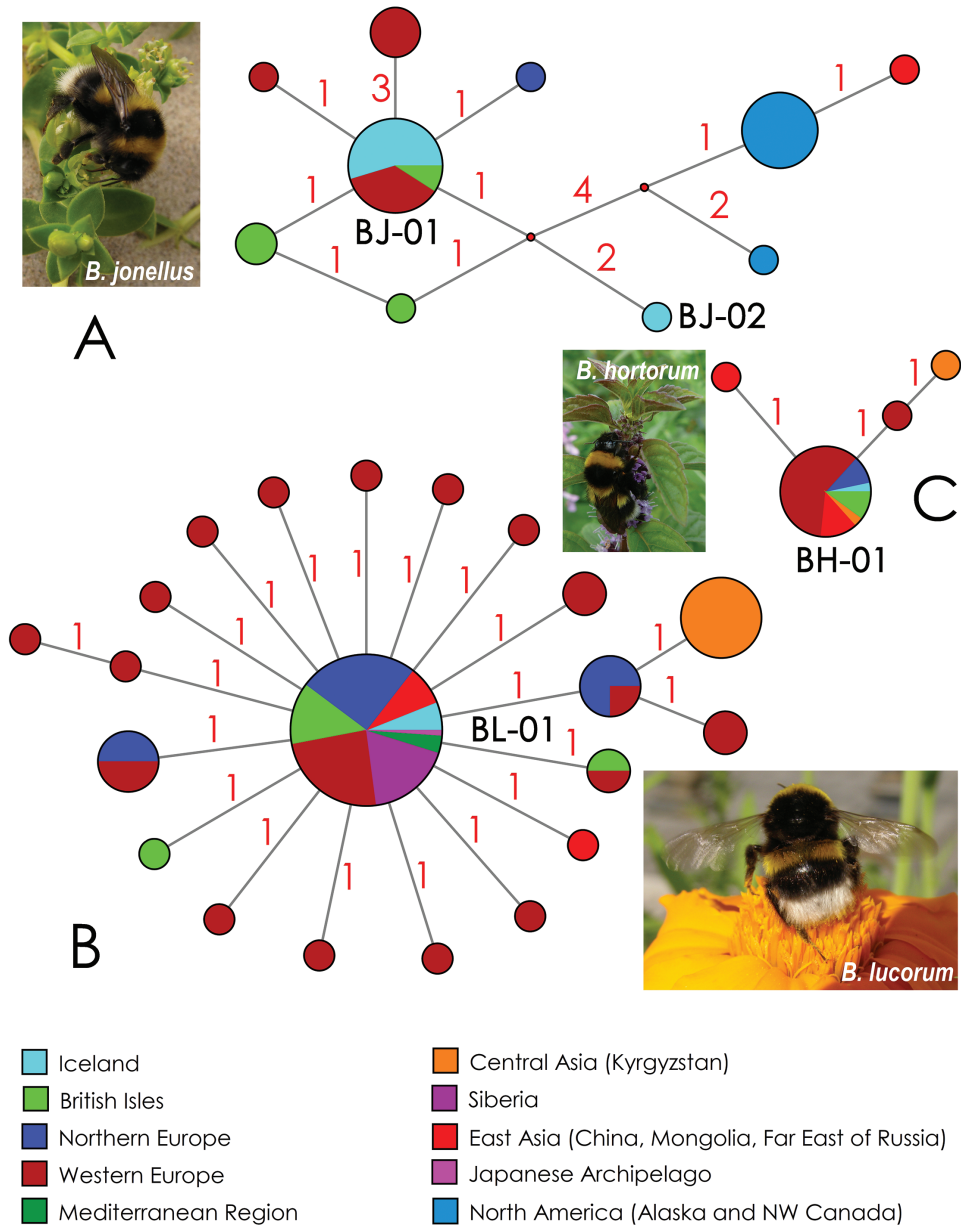 1
3
1
1
1
1
4
1
2
1
1
1
2
BJ-01
BJ-02
B. jonellus
A
B. hortorum
1
1
1
BH-01
C
1
1
1
1
1
1
1
1
1
1
1
1
1
1
BL-01
1
1
1
1
1
1
1
1
B
B. lucorum
Iceland
British Isles
Northern Europe
Western Europe
Mediterranean Region
Central Asia (Kyrgyzstan)
Siberia
East Asia (China, Mongolia, Far East of Russia)
Japanese Archipelago
North America (Alaska and NW Canada)